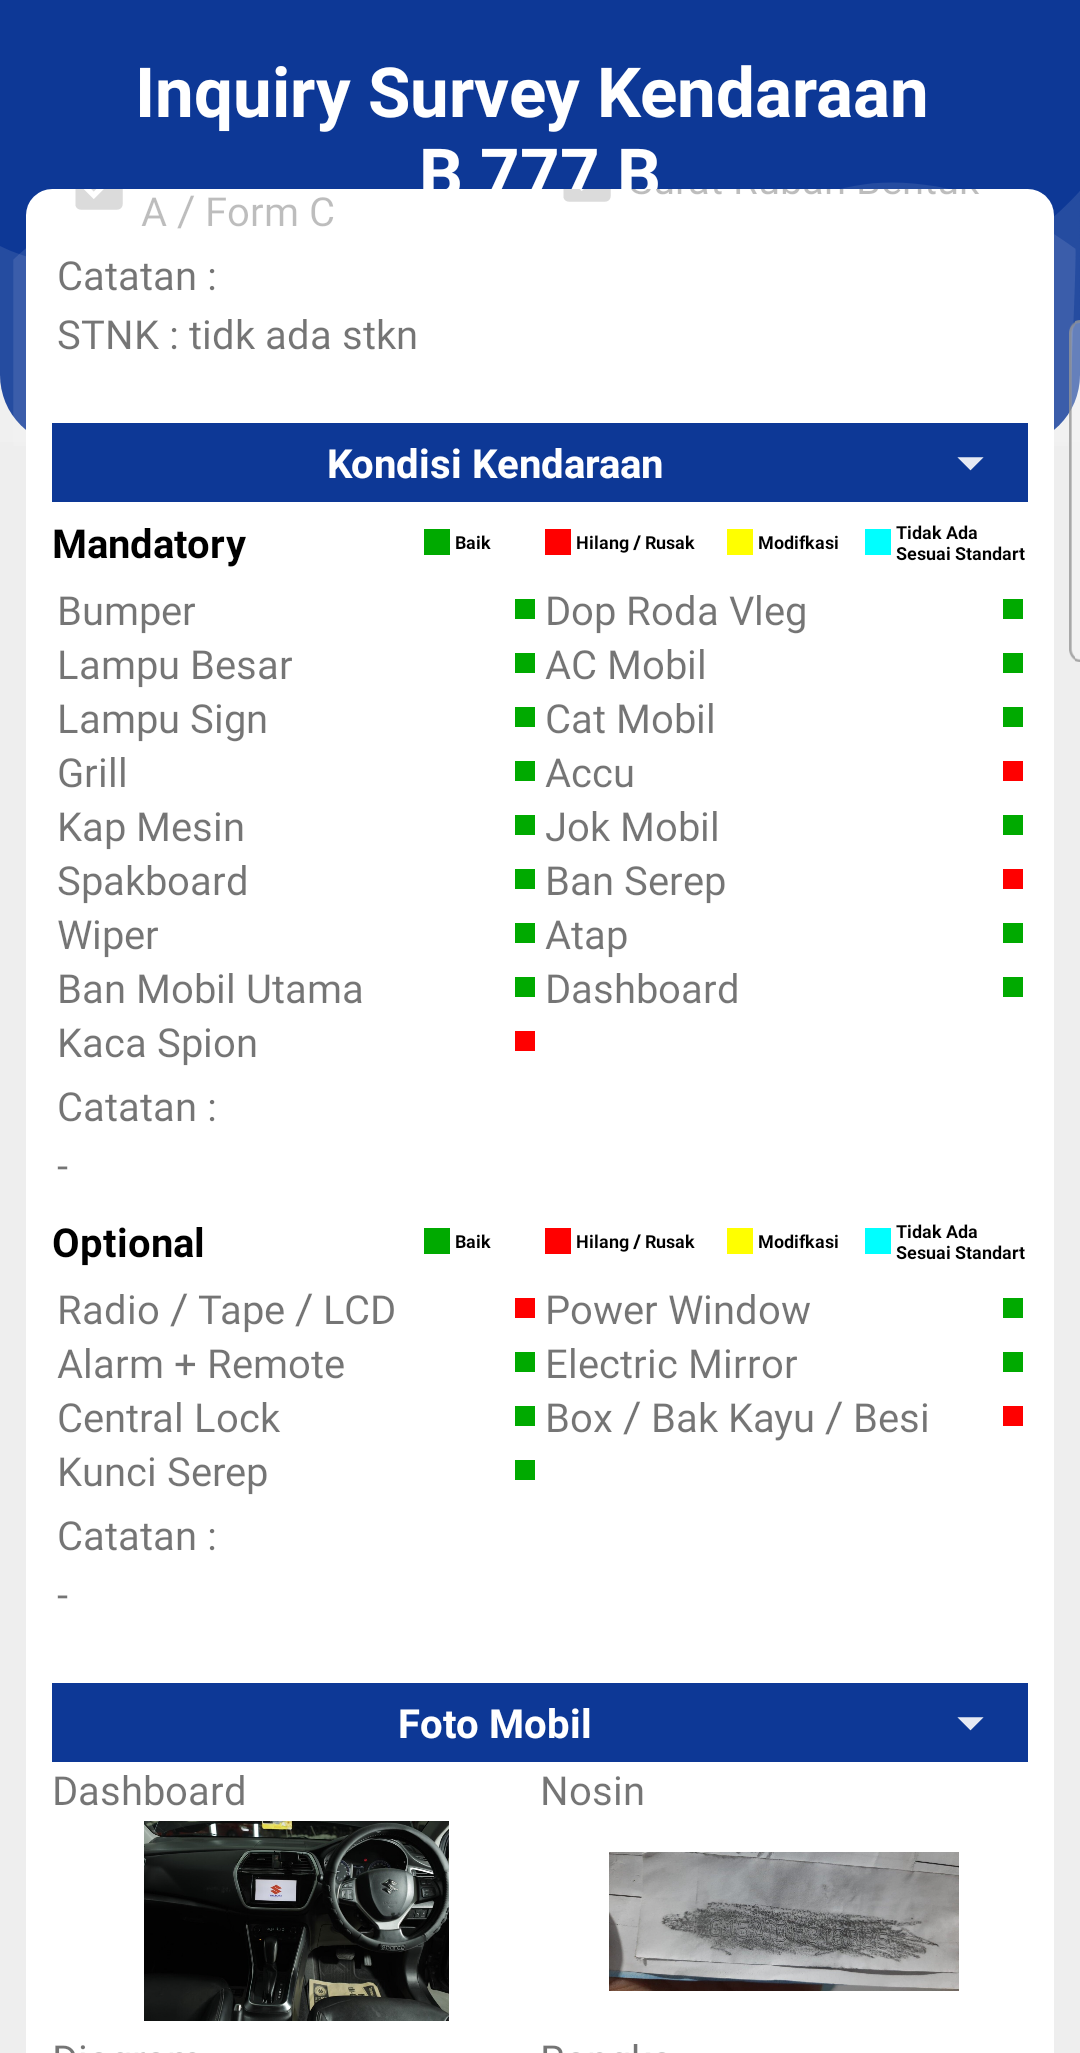 Inquiry Survey Kendaraan
B 777 B
A / Form C
Surat Rubah Bentuk
Catatan :
STNK : tidk ada stkn
Kondisi Kendaraan
Mandatory
Baik
Hilang / Rusak
Modifkasi
Tidak Ada
Sesuai Standart
Bumper
Dop Roda Vleg
Lampu Besar
AC Mobil
Lampu Sign
Cat Mobil
Grill
Accu
Kap Mesin
Jok Mobil
Spakboard
Ban Serep
Wiper
Atap
Ban Mobil Utama
Dashboard
Kaca Spion
Catatan :
-
Optional
Baik
Hilang / Rusak
Modifkasi
Tidak Ada
Sesuai Standart
Radio / Tape / LCD
Power Window
Alarm + Remote
Electric Mirror
Central Lock
Box / Bak Kayu / Besi
Kunci Serep
Catatan :
-
Foto Mobil
Dashboard
Nosin